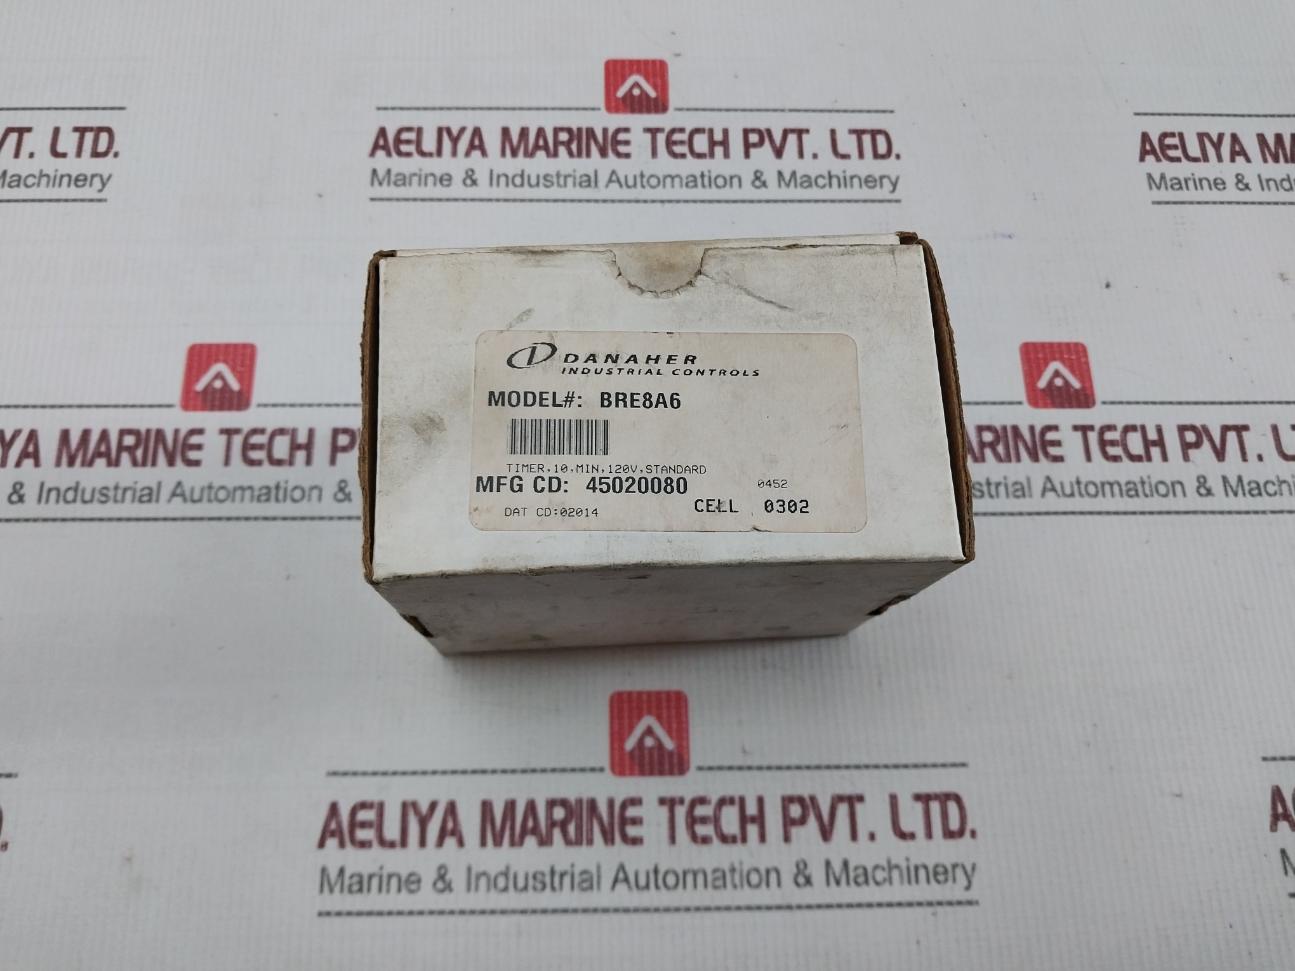 AELIYA MARINE TECH PVT. LTD.
Marine & Industrial Automation & Machinery
VT. LTD.
Machinery
AELIYA MA
Marine & Ind
DANAHER
INDUSTRIAL CONTROLS
MODEL#: BRE8A6
TIMER,10,MIN,120V,STANDARD
MFG CD: 45020080
0452
DAT CD:02014
CELL 0302
YA MARINE TECH P
& Industrial Automation &
ARINE TECH PVT. L
strial Automation & Machi
AELIYA MARINE TECH PVT. LTD.
Marine & Industrial Automation & Machinery
A
M